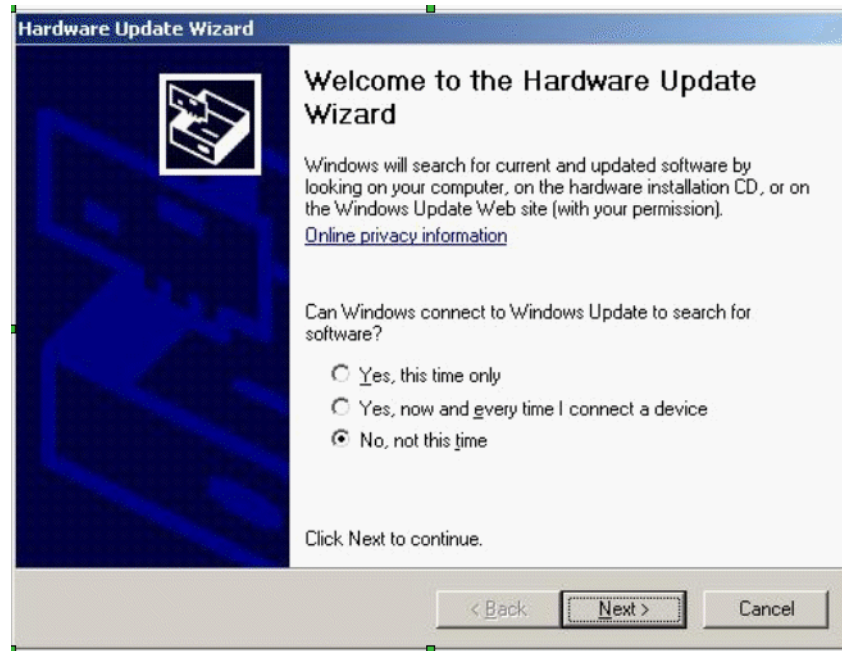 Hardware Update Wizard
Welcome to the Hardware Update
Wizard
Windows will search for current and updated software by
looking on your computer, on the hardware installation CD, or on
the Windows Update Web site (with your permission).
Online privacy information
Can Windows connect to Windows Update to search for
software?
Yes, this time only
Yes, now and every time I connect a device
No, not this time
Click Next to continue.
< Back
Next >
Cancel